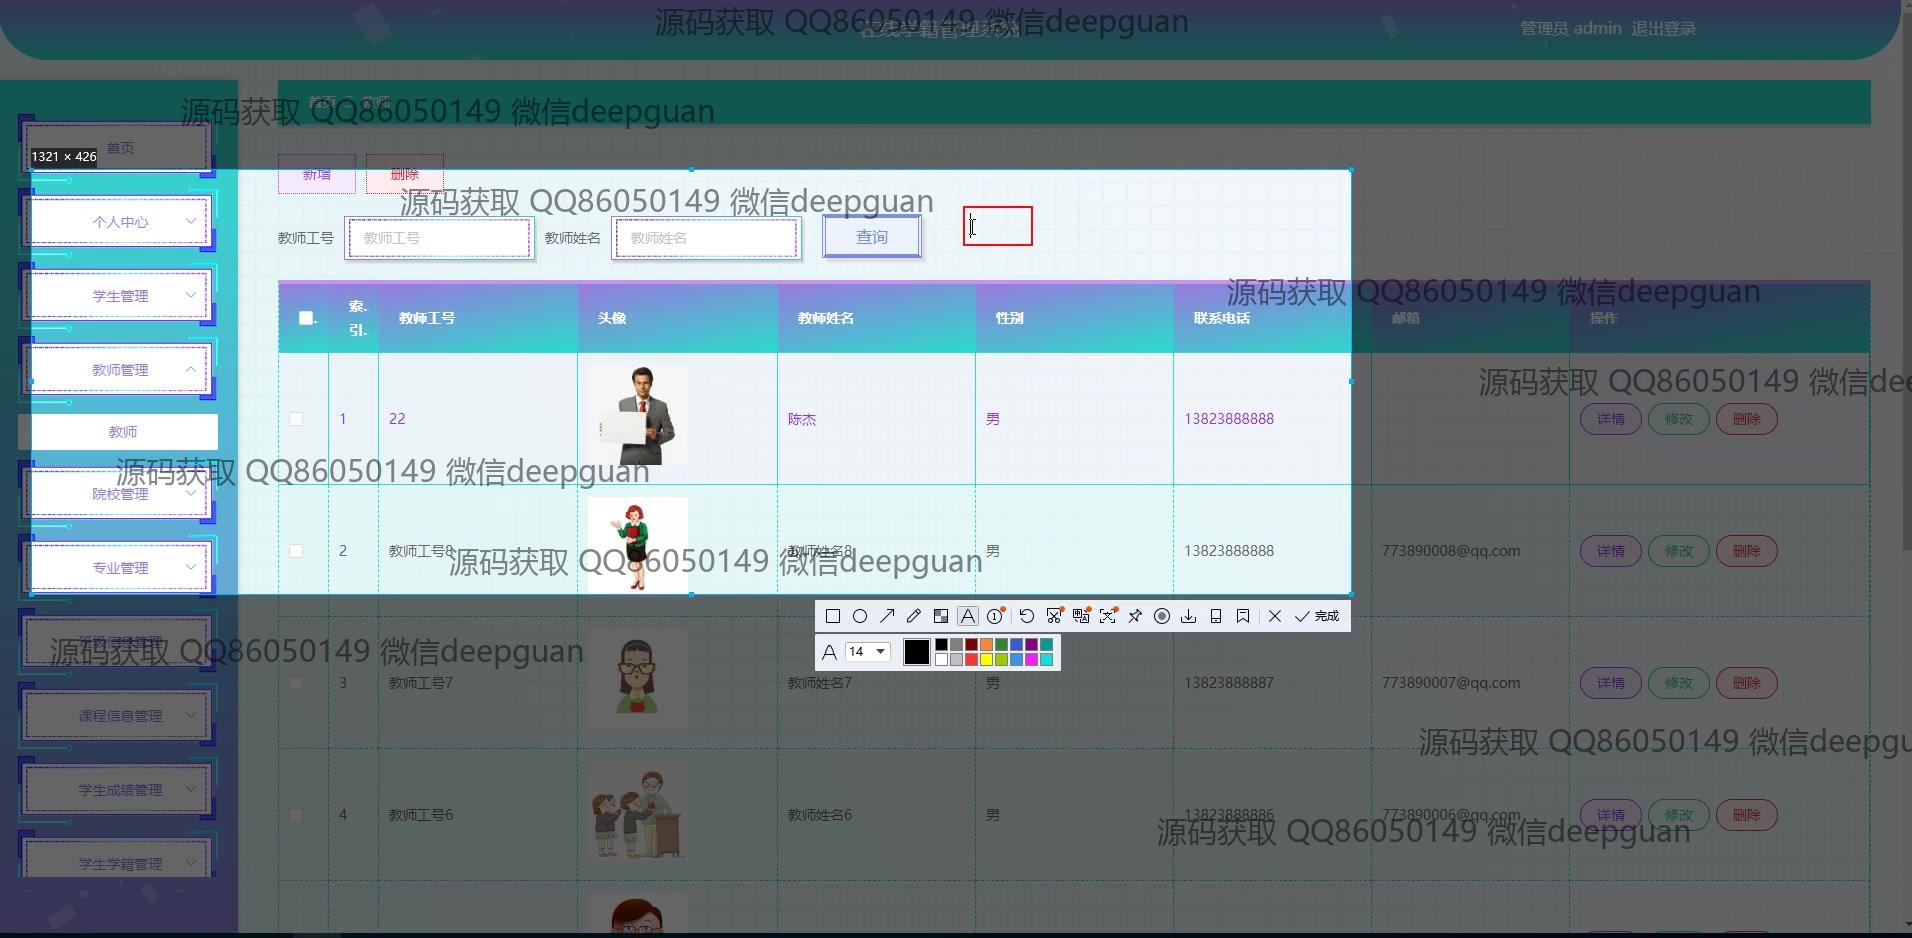 源码获取 QQ86050149 微信deepguan
在线学籍管理系统
管理员 admin 退出登录
首页
教师
源码获取 QQ86050149 微信deepguan
首页
1321 × 426
新增
删除
源码获取 QQ86050149 微信deepguan
个人中心
教师工号
教师工号
教师姓名
教师姓名
查询
学生管理
源码获取 QQ86050149 微信deepguan
索..
引..
教师工号
头像
教师姓名
性别
联系电话
邮箱
操作
教师管理
源码获取 QQ86050149 微信dee
1
22
陈杰
男
13823888888
详情
修改
删除
教师
源码获取 QQ86050149 微信deepguan
院校管理
2
教师工号8
教师姓名8
男
13823888888
773890008@qq.com
详情
修改
删除
源码获取 QQ86050149 微信deepguan
专业管理
完成
班级信息管理
源码获取 QQ86050149 微信deepguan
A 14
3
教师工号7
教师姓名7
男
13823888887
773890007@qq.com
详情
修改
删除
课程信息管理
源码获取 QQ86050149 微信deepgu
学生成绩管理
4
教师工号6
教师姓名6
男
13823888886
773890006@qq.com
详情
修改
删除
源码获取 QQ86050149 微信deepguan
学生学籍管理